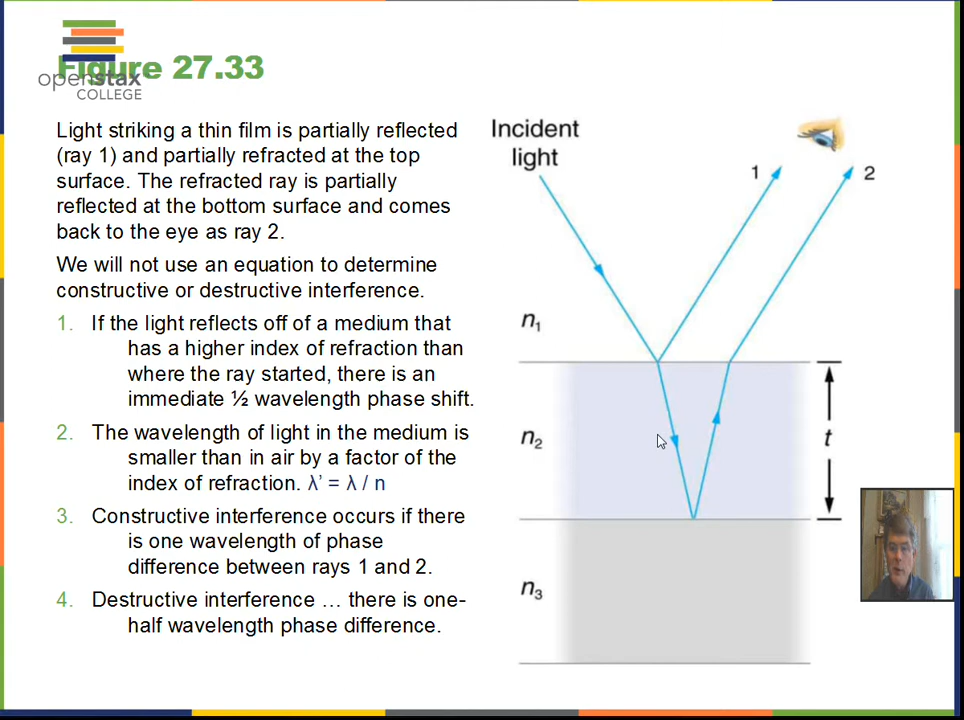 Figure 27.33
openstax
COLLEGE
Light striking a thin film is partially reflected
(ray 1) and partially refracted at the top
surface. The refracted ray is partially
reflected at the bottom surface and comes
back to the eye as ray 2.
We will not use an equation to determine
constructive or destructive interference.
1. If the light reflects off of a medium that
has a higher index of refraction than
where the ray started, there is an
immediate ½ wavelength phase shift.
2. The wavelength of light in the medium is
smaller than in air by a factor of the
index of refraction. λ’ = λ / n
3. Constructive interference occurs if there
is one wavelength of phase
difference between rays 1 and 2.
4. Destructive interference … there is one-
half wavelength phase difference.
Incident
light
1
2
n₁
n₂
t
n₃